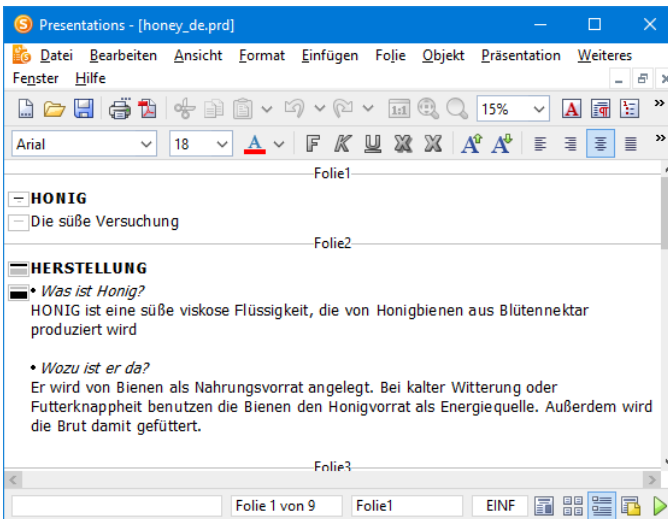 Presentations - [honey_de.prd]
Datei Bearbeiten Ansicht Format Einfügen Folie Objekt Präsentation Weiteres
Fenster Hilfe
1:1 15% A
Arial 18 A F K U X X A A
Folie1
HONIG
Die süße Versuchung
Folie2
HERSTELLUNG
• Was ist Honig?
HONIG ist eine süße viskose Flüssigkeit, die von Honigbienen aus Blütennektar
produziert wird
• Wozu ist er da?
Er wird von Bienen als Nahrungsvorrat angelegt. Bei kalter Witterung oder
Futterknappheit benutzen die Bienen den Honigvorrat als Energiequelle. Außerdem wird
die Brut damit gefüttert.
Folie3
Folie 1 von 9 Folie1 EINF